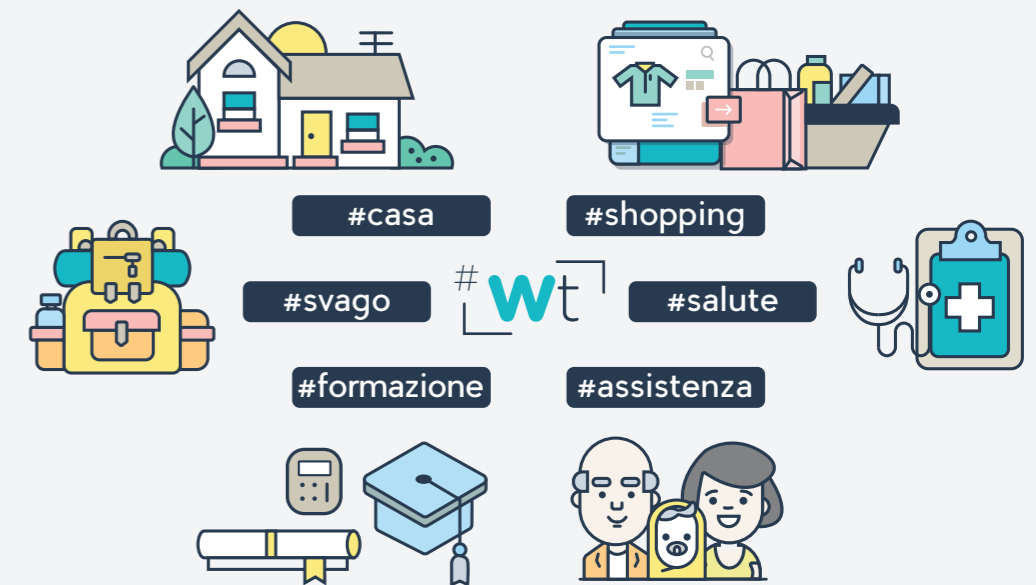 #casa
#shopping
#svago
#wt
#salute
#formazione
#assistenza